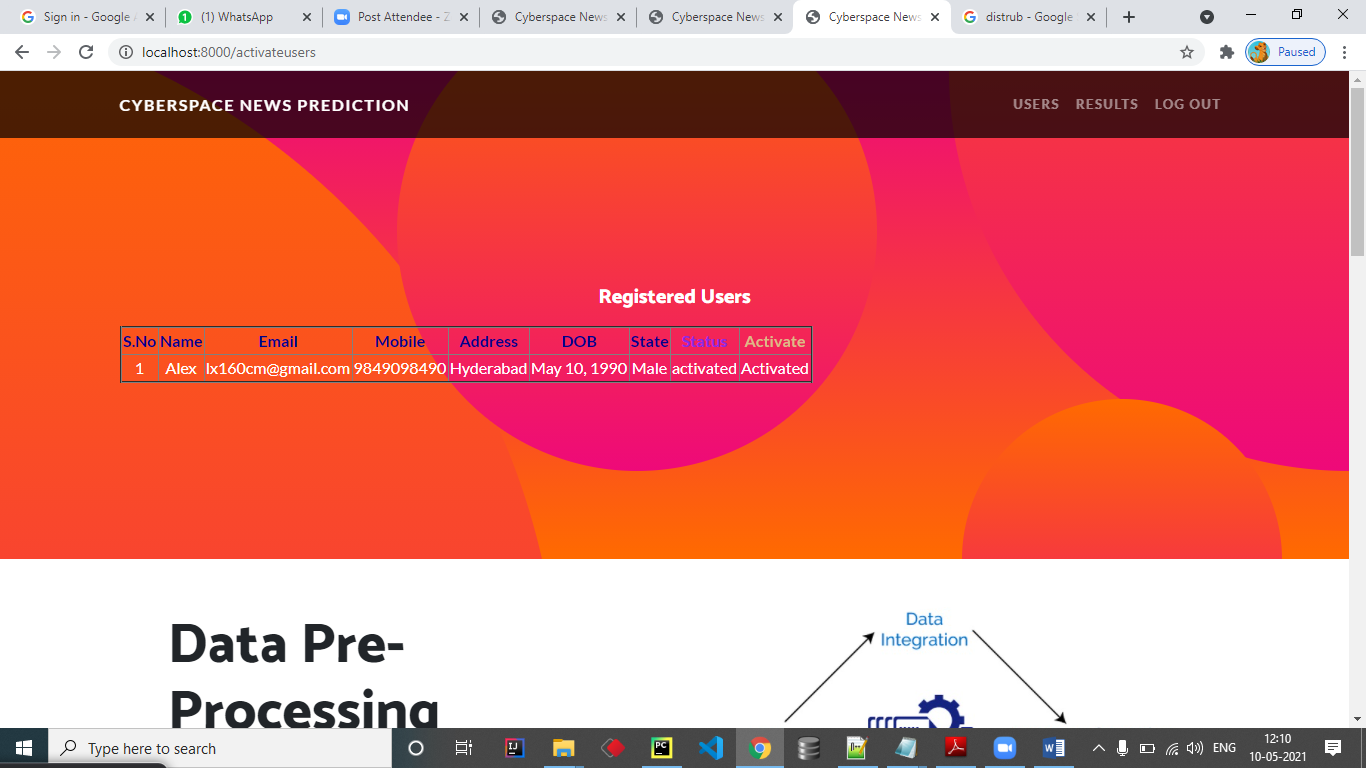 Sign in - Google A
(1) WhatsApp
Post Attendee - Z
Cyberspace News
Cyberspace News
Cyberspace News
distrub - Google
localhost:8000/activateusers
Paused
CYBERSPACE NEWS PREDICTION
USERS RESULTS LOG OUT
Registered Users
S.No Name Email Mobile Address DOB State Status Activate
1 Alex lx160cm@gmail.com 9849098490 Hyderabad May 10, 1990 Male activated Activated
Data Pre-
Processing
Data
Integration
Type here to search
ENG
12:10
10-05-2021